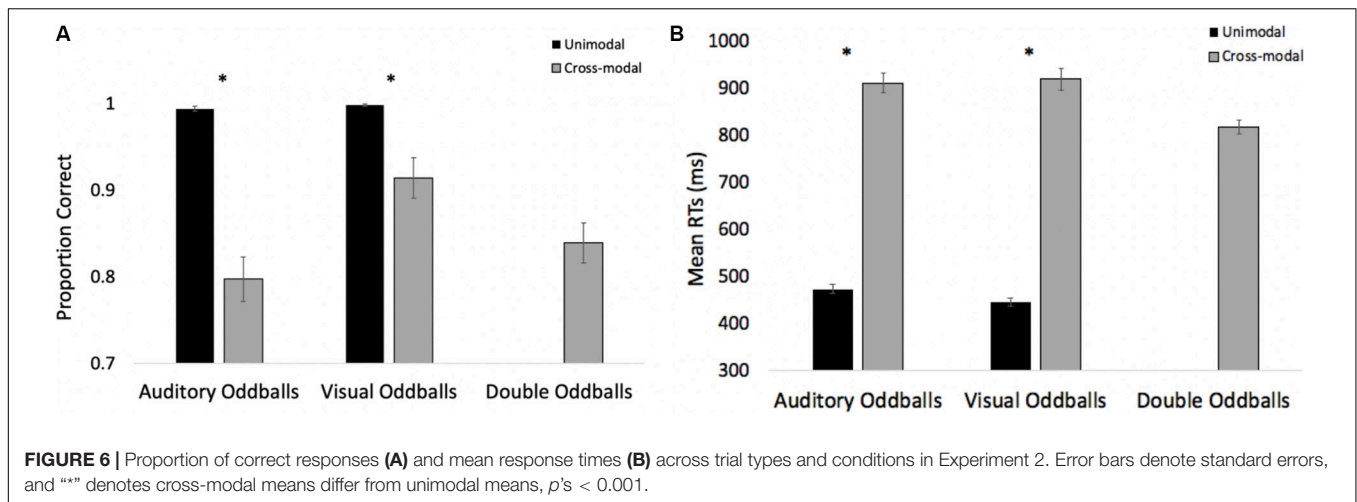 A
Unimodal
Cross-modal
*
*
1
0.9
0.8
0.7
Proportion Correct
Auditory Oddballs
Visual Oddballs
Double Oddballs
B
Unimodal
Cross-modal
*
*
1000
900
800
700
600
500
400
300
Mean RTs (ms)
Auditory Oddballs
Visual Oddballs
Double Oddballs
FIGURE 6 | Proportion of correct responses (A) and mean response times (B) across trial types and conditions in Experiment 2. Error bars denote standard errors,
and “*” denotes cross-modal means differ from unimodal means, p’s < 0.001.